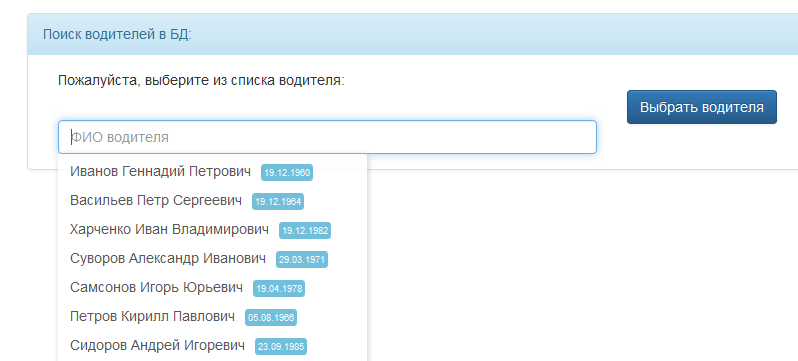 Поиск водителей в БД:
Пожалуйста, выберите из списка водителя:
Выбрать водителя
ФИО водителя
Иванов Геннадий Петрович 19.12.1960
Васильев Петр Сергеевич 19.12.1964
Харченко Иван Владимирович 19.12.1982
Суворов Александр Иванович 29.03.1971
Самсонов Игорь Юрьевич 19.04.1978
Петров Кирилл Павлович 05.08.1966
Сидоров Андрей Игоревич 23.09.1985